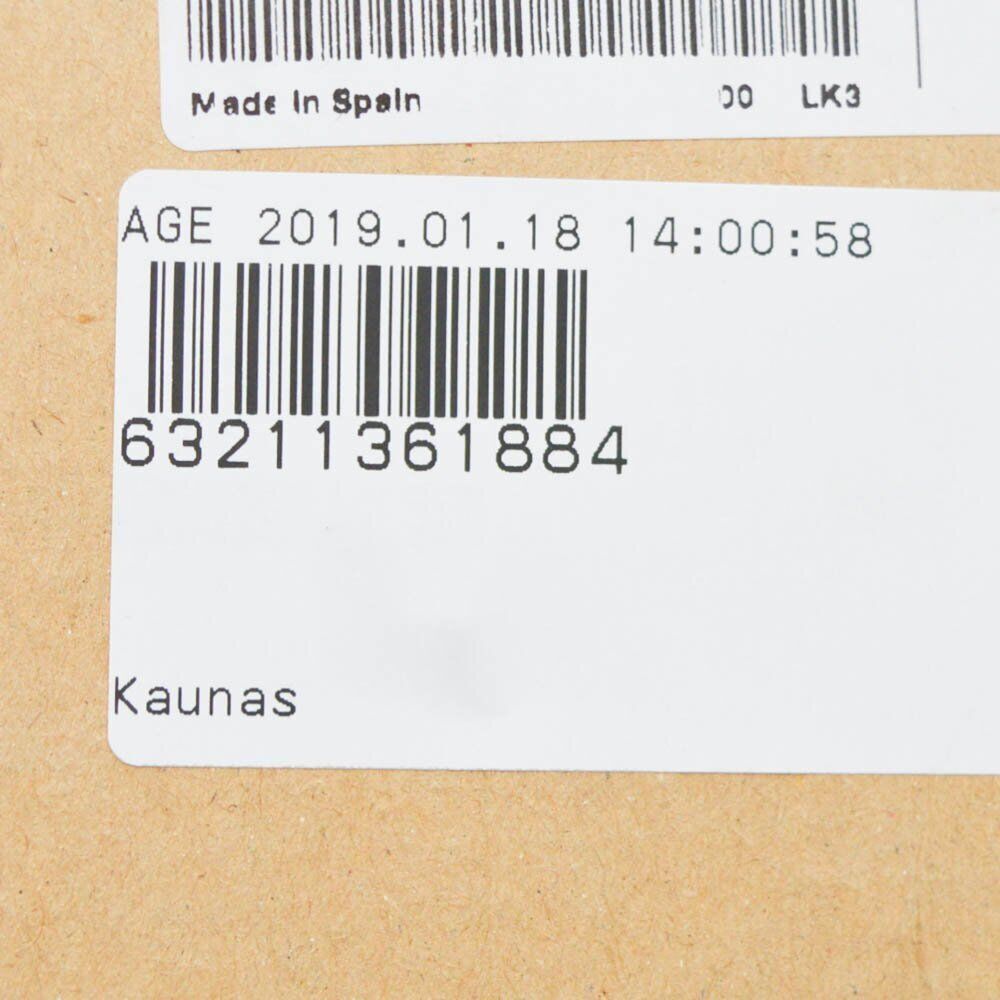 Made In Spain 00 LK3
AGE 2019.01.18 14:00:58
63211361884
Kaunas